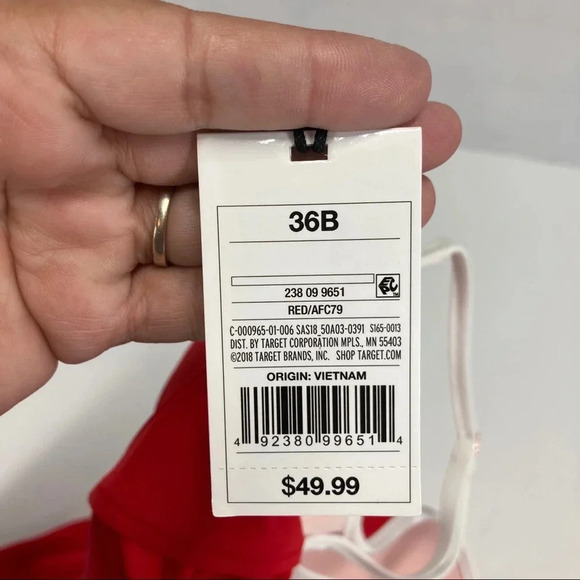 36B
238 09 9651
TM
RED/AFC79
C-000965-01-006 SAS18_50A03-0391 S165-0013
DIST. BY TARGET CORPORATION MPLS., MN 55403
©2018 TARGET BRANDS, INC. SHOP TARGET.COM
ORIGIN: VIETNAM
4 92380 99651 4
$49.99